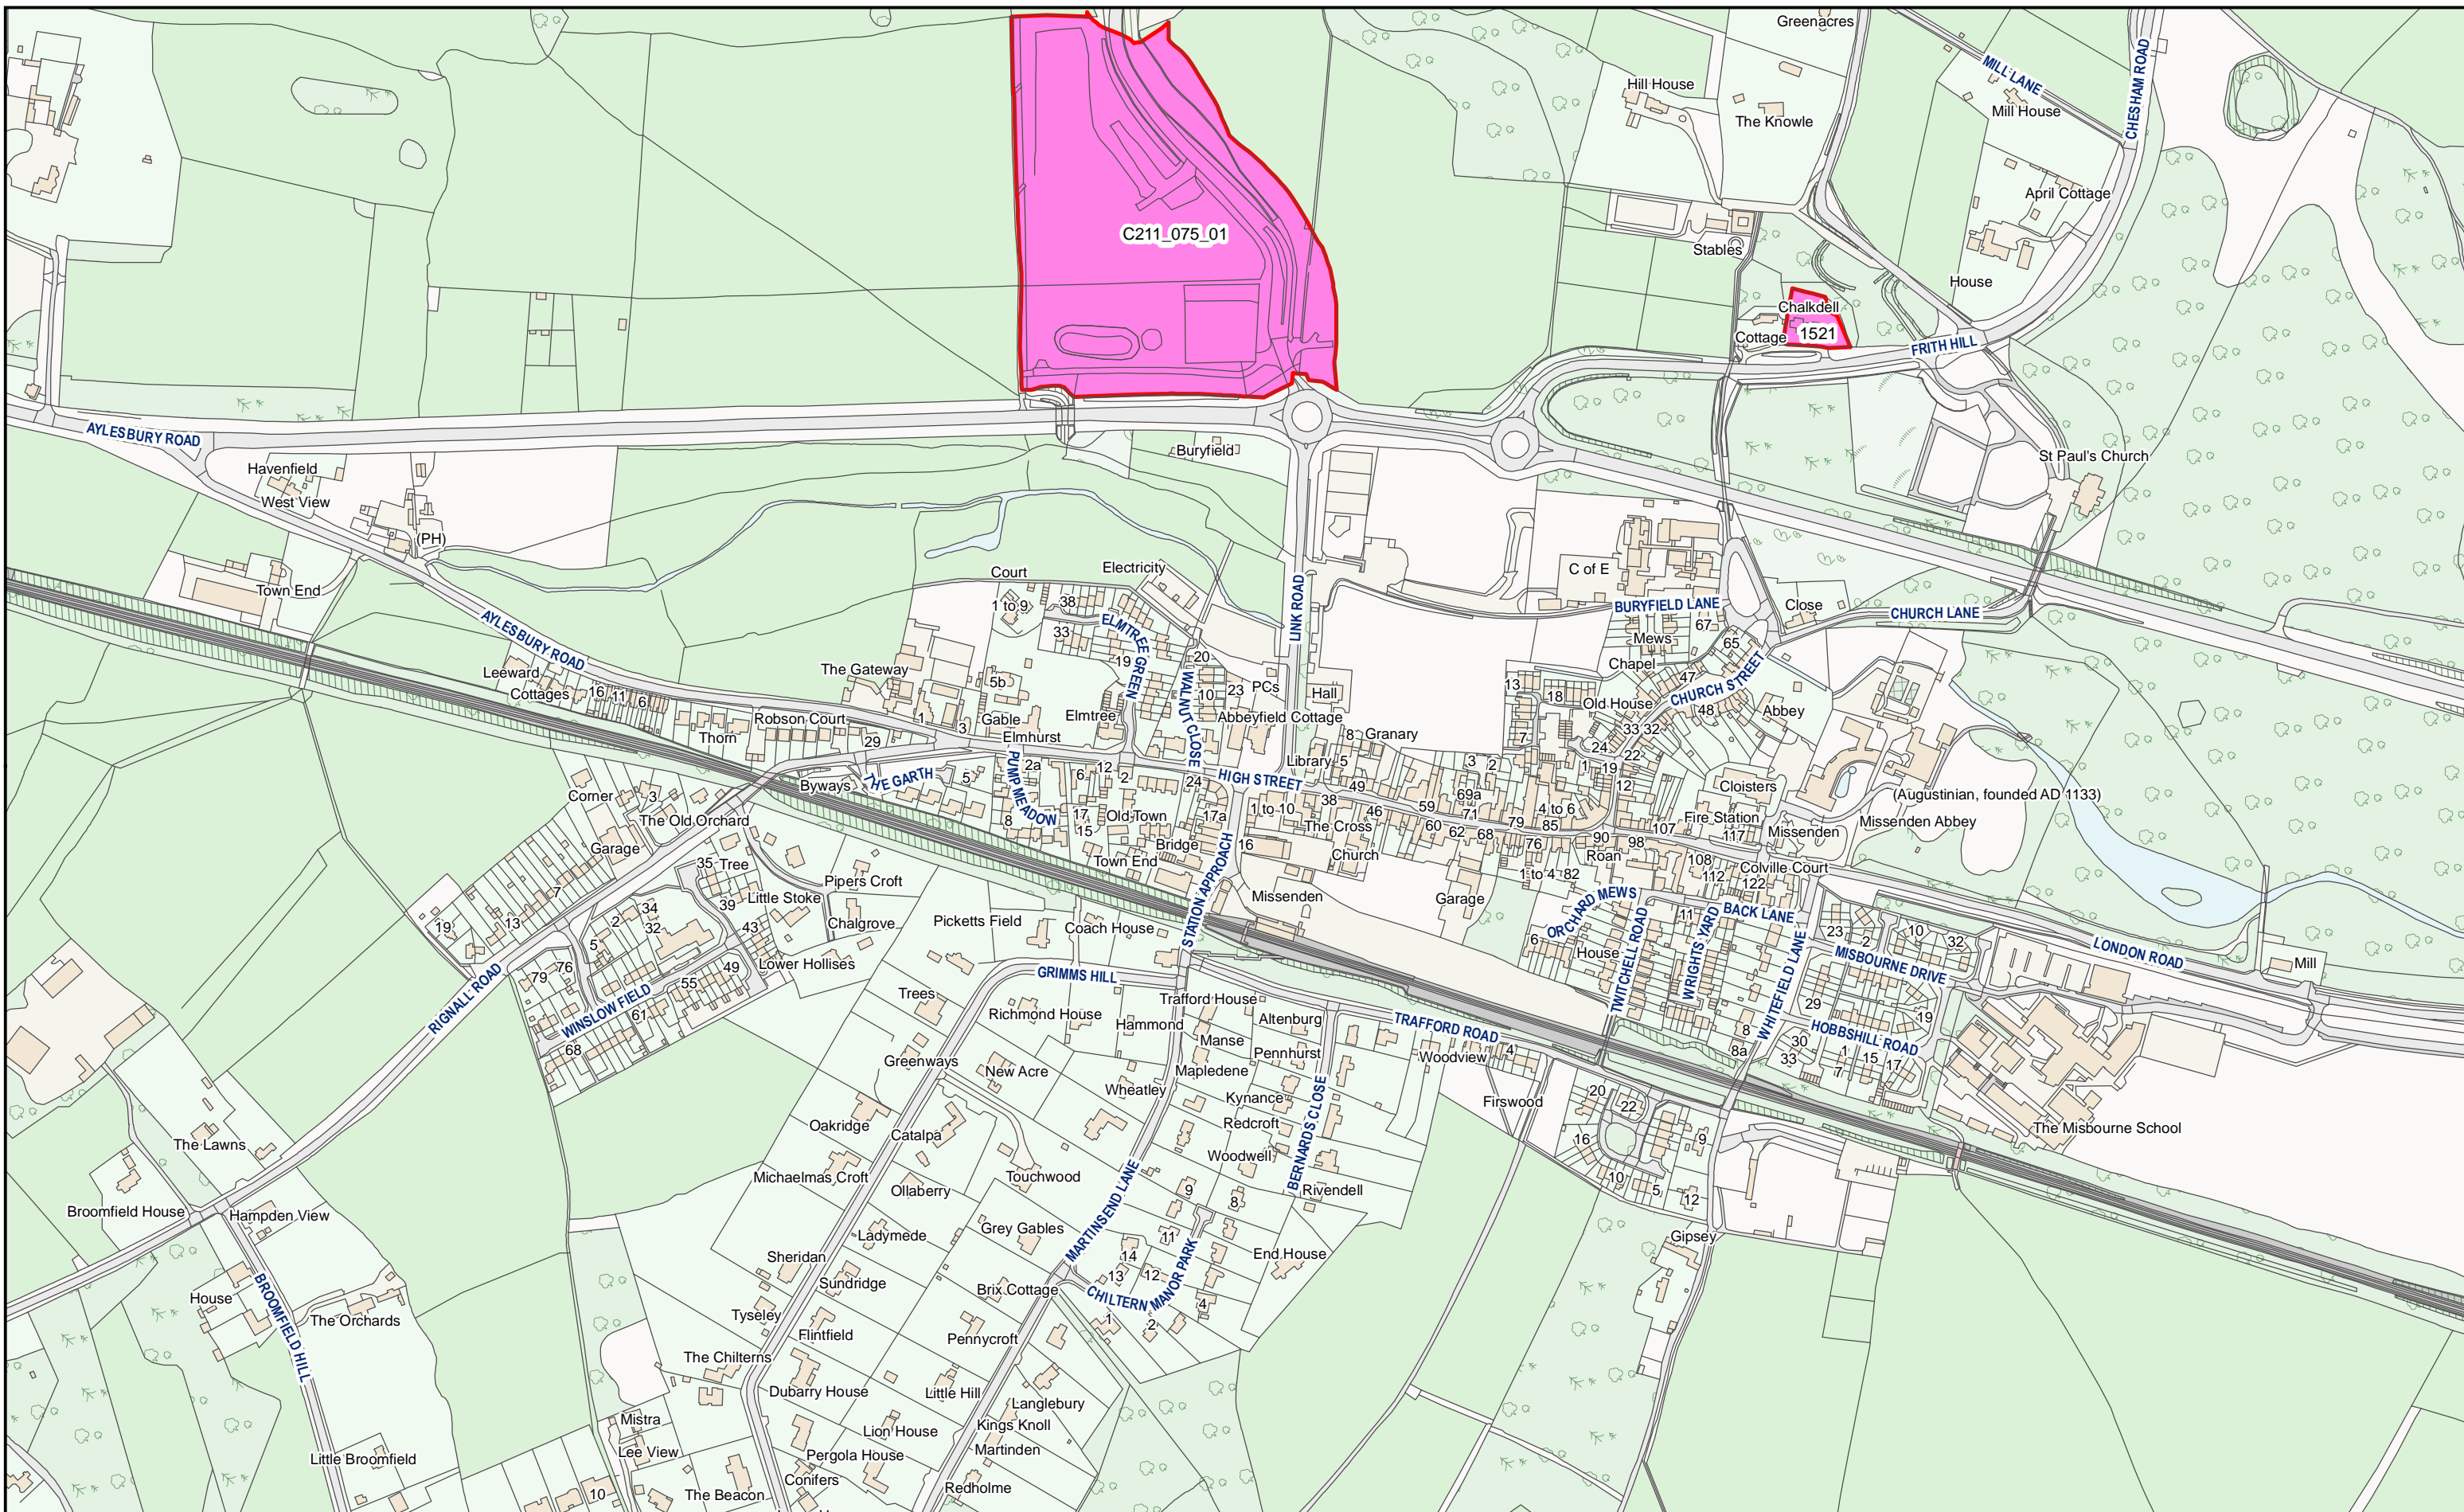 Greenacres
MILL LANE
CHESHAM ROAD
Hill House
The Knowle
Mill House
April Cottage
C211_075_01
Stables
House
Chalkdell
Cottage
1521
FRITH HILL
AYLESBURY ROAD
Havenfield
West View
Buryfield
St Paul's Church
(PH)
Town End
Court
Electricity
C of E
1 to 9
38
33
ELMTREE GREEN
LINK ROAD
BURYFIELD LANE
67
Close
CHURCH LANE
AYLESBURY ROAD
Mews
65
Leeward
Cottages
16
11
6
The Gateway
5b
19
20
WALNUT CLOSE
10
23
PCs
Hall
13
18
Chapel
47
CHURCH STREET
Old House
48
Abbey
Robson Court
Thorn
29
1
3
Gable
Elmhurst
Elmtree
Abbeyfield Cottage
8
Granary
7
33
32
24
22
Byways
THE GARTH
5
PUMP MEADOW
2a
6
12
2
24
HIGH STREET
Library
5
49
3
2
1
19
12
Corner
3
The Old Orchard
8
17
15
Old Town
17a
1 to 10
38
46
59
69a
71
4 to 6
Cloisters
(Augustinian, founded AD 1133)
Garage
Town End
Bridge
16
The Cross
Church
60
62
68
79
85
76
90
98
107
Fire Station
117
Missenden
Missenden Abbey
35
Tree
Pipers Croft
STATION APPROACH
Missenden
Garage
1 to 4
82
Roan
108
112
Colville Court
122
7
13
19
39
Little Stoke
Chalgrove
Picketts Field
Coach House
ORCHARD MEWS
6
House
TWITCHELL ROAD
11
WRIGHTS YARD
BACK LANE
WHITEFIELD LANE
23
2
10
32
MISBOURNE DRIVE
LONDON ROAD
Mill
5
2
34
32
43
49
Lower Hollises
GRIMMS HILL
RIGNALL ROAD
79
76
55
61
WINSLOW FIELD
68
Trees
Richmond House
Trafford House
Hammond
Altenburg
TRAFFORD ROAD
Manse
Pennhurst
Woodview
4
8
8a
29
30
33
HOBBSHILL ROAD
1
7
15
17
19
Greenways
New Acre
Wheatley
Mapledene
Kynance
Redcroft
BERNARDS CLOSE
Firswood
20
22
16
10
5
9
12
The Misbourne School
The Lawns
Oakridge
Catalpa
Woodwell
Michaelmas Croft
Ollaberry
Touchwood
9
8
Rivendell
Broomfield House
Hampden View
Ladymede
Grey Gables
MARTINSEND LANE
11
14
13
12
End House
Gipsey
Sheridan
Sundridge
Brix Cottage
CHILTERN MANOR PARK
1
2
4
House
The Orchards
BROOMFIELD HILL
Tyseley
Flintfield
Pennycroft
The Chilterns
Dubarry House
Little Hill
Langlebury
Mistra
Lee View
Lion House
Kings Knoll
Martinden
Pergola House
Little Broomfield
10
The Beacon
Conifers
Redholme